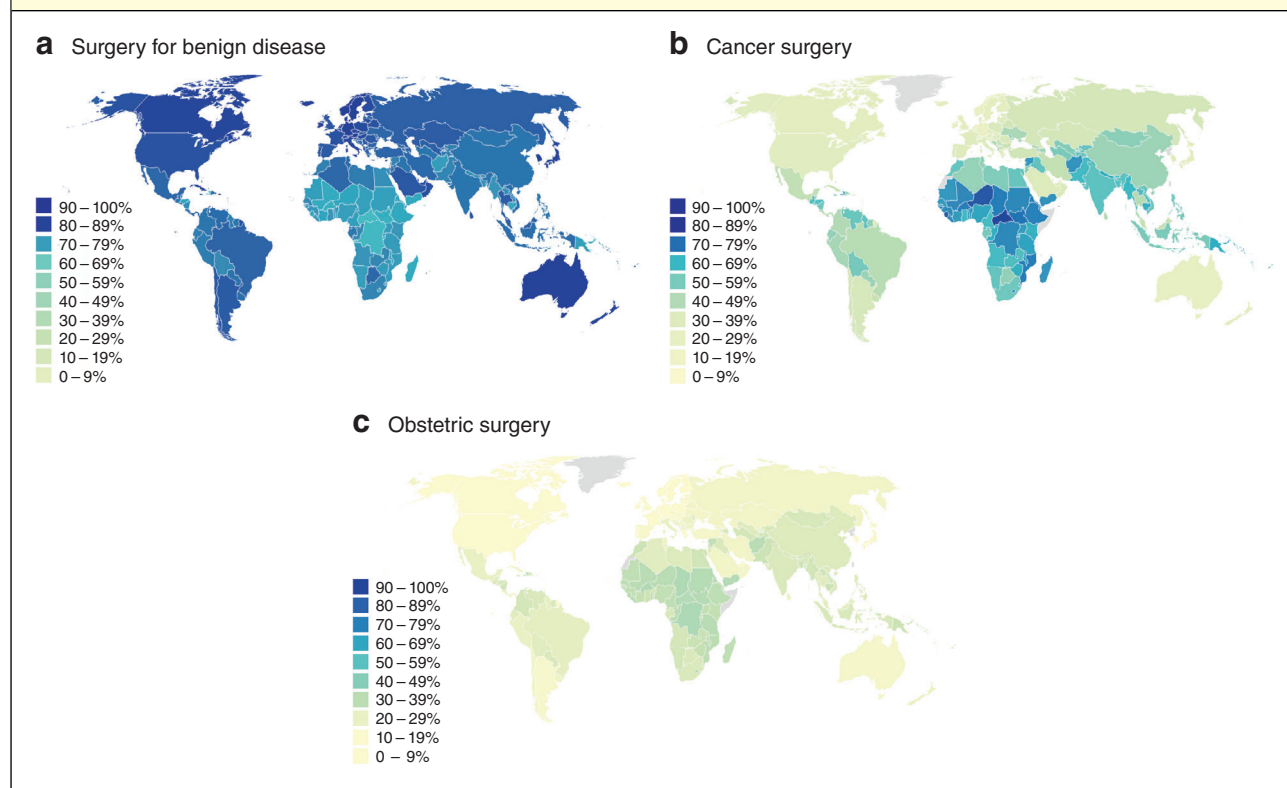 a Surgery for benign disease
90 – 100%
80 – 89%
70 – 79%
60 – 69%
50 – 59%
40 – 49%
30 – 39%
20 – 29%
10 – 19%
0 – 9%
b Cancer surgery
90 – 100%
80 – 89%
70 – 79%
60 – 69%
50 – 59%
40 – 49%
30 – 39%
20 – 29%
10 – 19%
0 – 9%
c Obstetric surgery
90 – 100%
80 – 89%
70 – 79%
60 – 69%
50 – 59%
40 – 49%
30 – 39%
20 – 29%
10 – 19%
0 – 9%